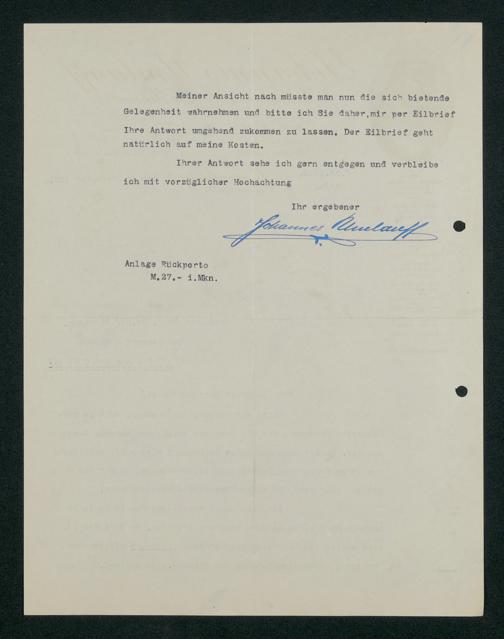 Meiner Ansicht nach müsste man nun die sich bietende
Gelegenheit wahrnehmen und bitte ich Sie daher,mir per Eilbrief
Ihre Antwort umgehend zukommen zu lassen. Der Eilbrief geht
natürlich auf meine Kosten.
Ihrer Antwort sehe ich gern entgegen und verbleibe
ich mit vorzüglicher Hochachtung
Ihr ergebener
Johannes Umlauff
Anlage Rückporto
M.27.- i.Mkn.